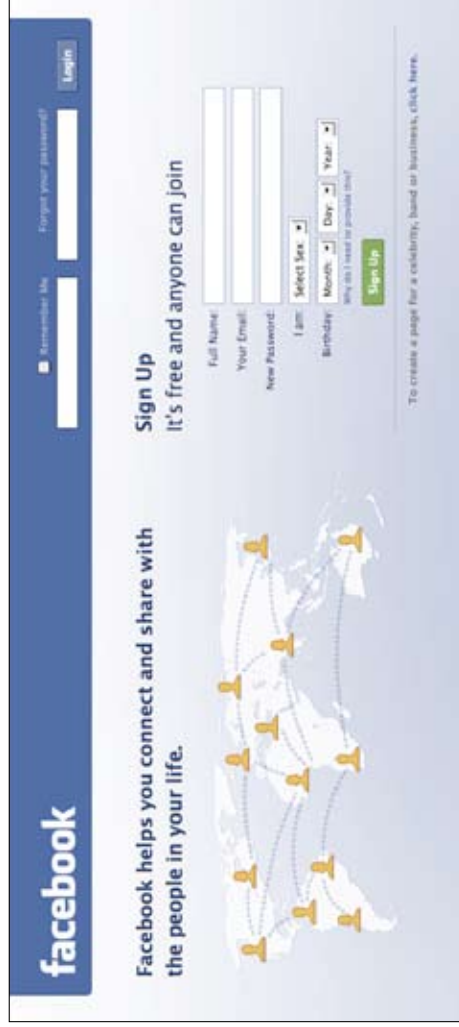 facebook
Remember Me
Forgot your password?
Login
Facebook helps you connect and share with
the people in your life.
Sign Up
It's free and anyone can join
Full Name:
Your Email:
New Password:
I am: Select Sex:
Birthday: Month: Day: Year:
Why do I need to provide this?
Sign Up
To create a page for a celebrity, band or business, click here.